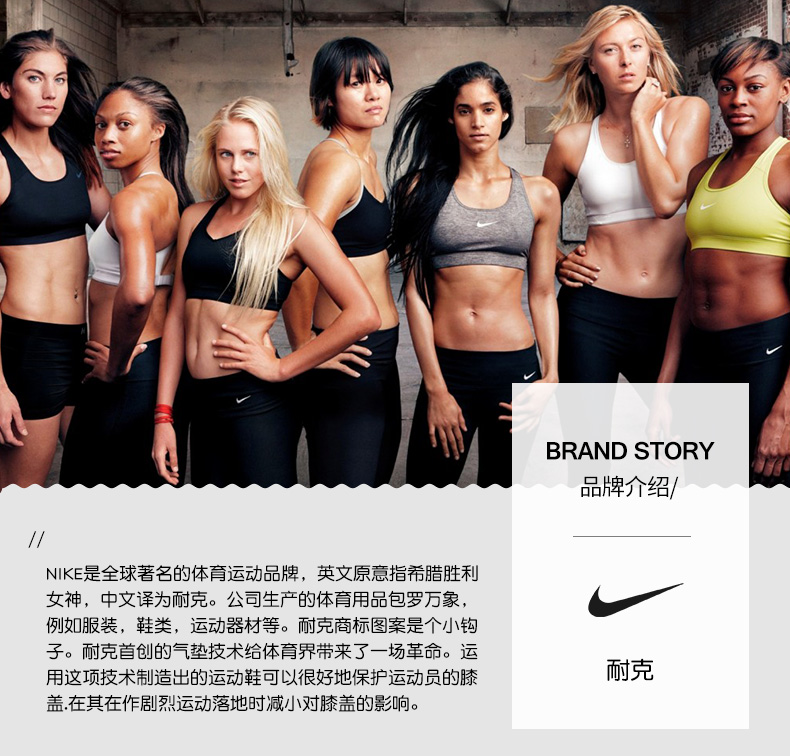 BRAND STORY
品牌介绍/
耐克
//
NIKE是全球著名的体育运动品牌，英文原意指希腊胜利
女神，中文译为耐克。公司生产的体育用品包罗万象，
例如服装，鞋类，运动器材等。耐克商标图案是个小钩
子。耐克首创的气垫技术给体育界带来了一场革命。运
用这项技术制造出的运动鞋可以很好地保护运动员的膝
盖.在其在作剧烈运动落地时减小对膝盖的影响。